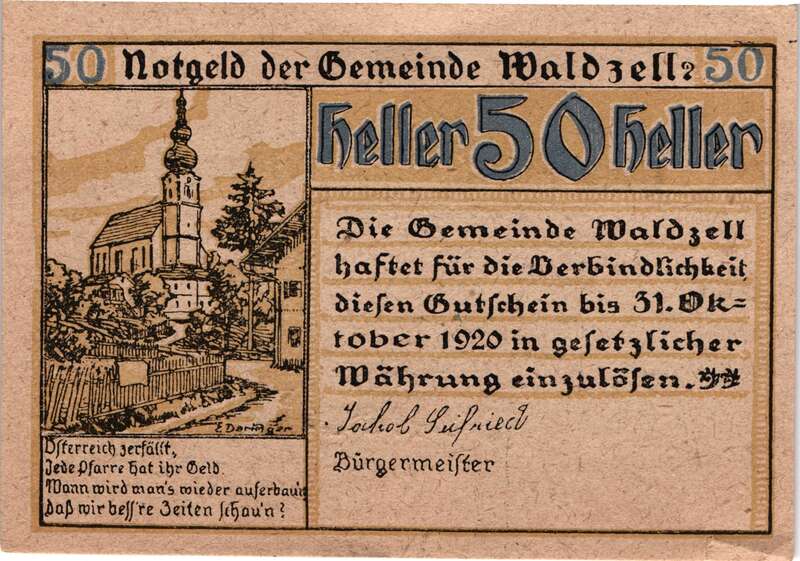 50 Notgeld der Gemeinde Waldzell. 50
Heller 50 Heller
Die Gemeinde Waldzell
haftet für die Verbindlichkeit
diesen Gutschein bis 31. Ok=
tober 1920 in gesetzlicher
Währung einzulösen.
Jakob Seifried
Bürgermeister
E. Daringer
Österreich zerfällt,
Jede Pfarre hat ihr Geld.
Wann wird man's wieder auferbau'n
Daß wir bess're Zeiten schau'n?